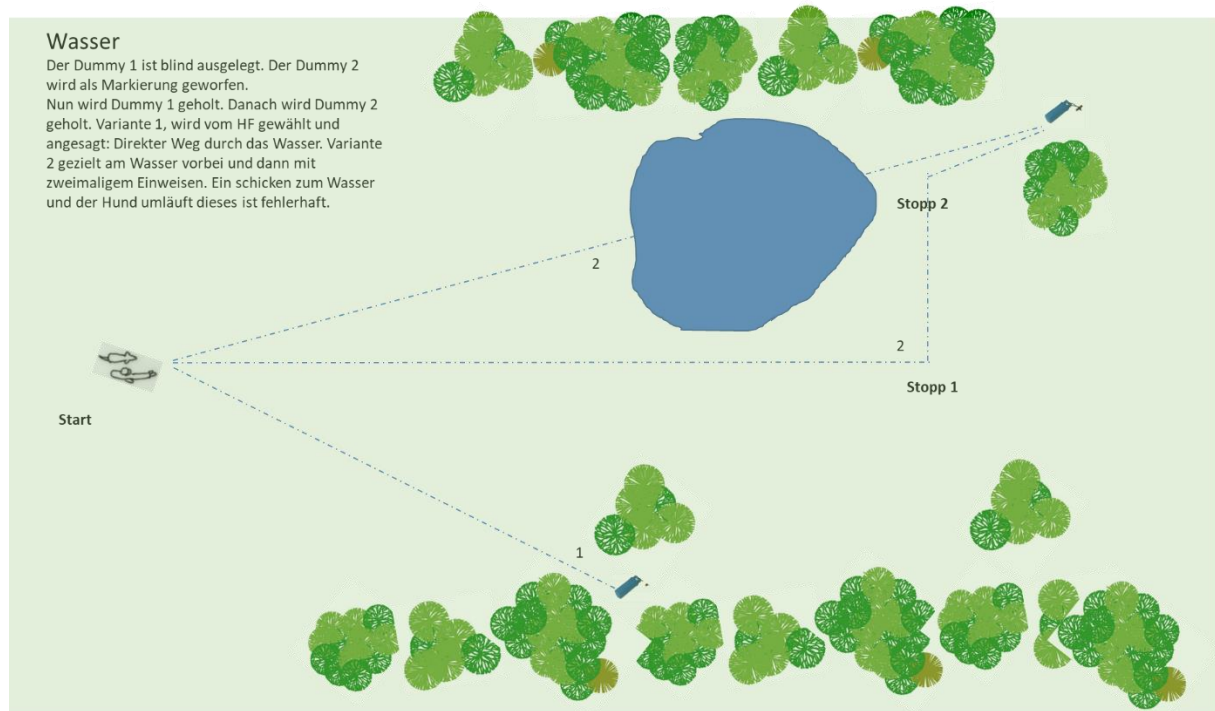 Wasser
Der Dummy 1 ist blind ausgelegt. Der Dummy 2
wird als Markierung geworfen.
Nun wird Dummy 1 geholt. Danach wird Dummy 2
geholt. Variante 1, wird vom HF gewählt und
angesagt: Direkter Weg durch das Wasser. Variante
2 gezielt am Wasser vorbei und dann mit
zweimaligem Einweisen. Ein schicken zum Wasser
und der Hund umläuft dieses ist fehlerhaft.
Stopp 2
2
2
Stopp 1
Start
1